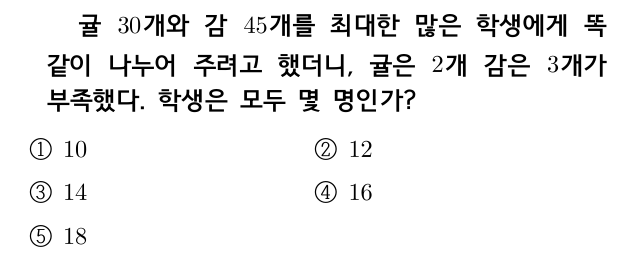 귤 30개와 감 45개를 최대한 많은 학생에게 똑
같이 나누어 주려고 했더니, 귤은 2개 감은 3개가
부족했다. 학생은 모두 몇 명인가?
① 10 ② 12
③ 14 ④ 16
⑤ 18